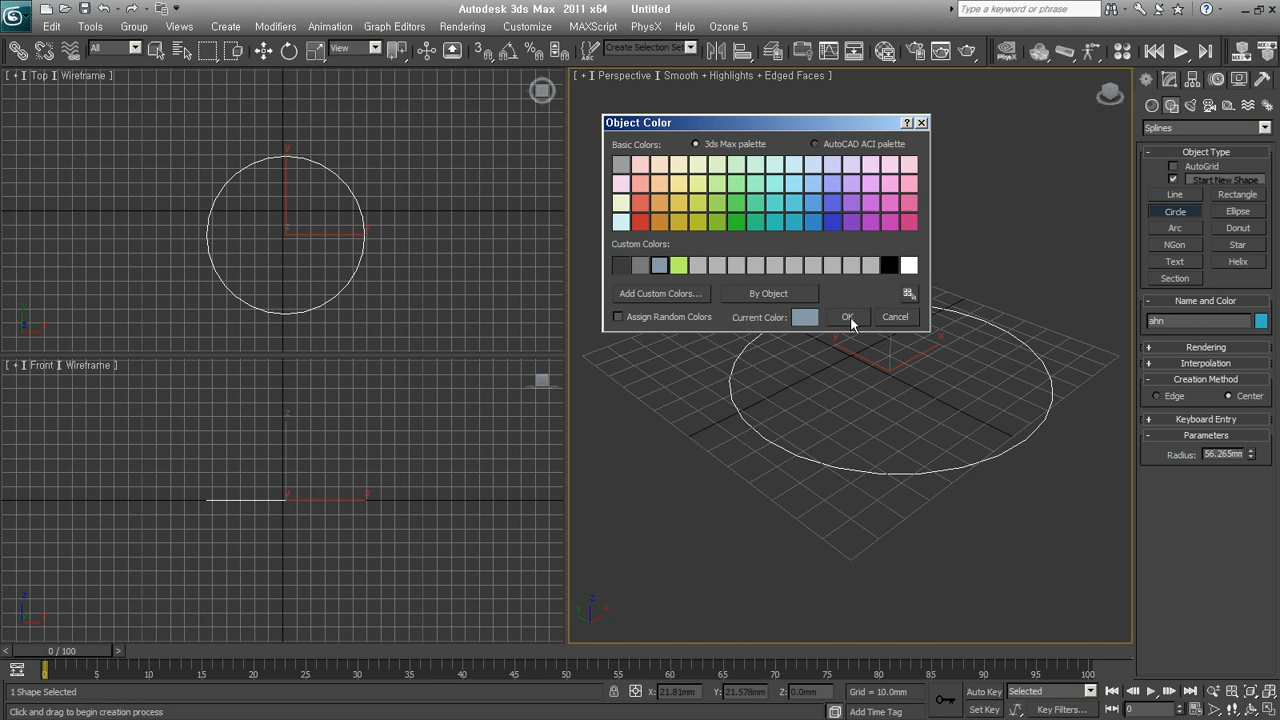 Autodesk 3ds Max 2011 x64 Untitled
Type a keyword or phrase
Edit Tools Group Views Create Modifiers Animation Graph Editors Rendering Customize MAXScript PhysX Help Ozone 5
All View Create Selection Set
[ + ] Top ] Wireframe ]
[ + ] Front ] Wireframe ]
[ + ] Perspective ] Smooth + Highlights + Edged Faces ]
Object Color
Basic Colors: 3ds Max palette AutoCAD ACI palette
Custom Colors:
Add Custom Colors... By Object
Assign Random Colors Current Color: OK Cancel
Splines
- Object Type
AutoGrid
Start New Shape
Line Rectangle
Circle Ellipse
Arc Donut
NGon Star
Text Helix
Section
- Name and Color
ahn
+ Rendering
+ Interpolation
- Creation Method
Edge Center
+ Keyboard Entry
- Parameters
Radius: 56.265mm
< 0 / 100 >
0 5 10 15 20 25 30 35 40 45 50 55 60 65 70 75 80 85 90 95 100
1 Shape Selected X: 21.81mm Y: 21.578mm Z: 0.0mm Grid = 10.0mm Auto Key Selected
Click and drag to begin creation process Add Time Tag Set Key Key Filters... 0